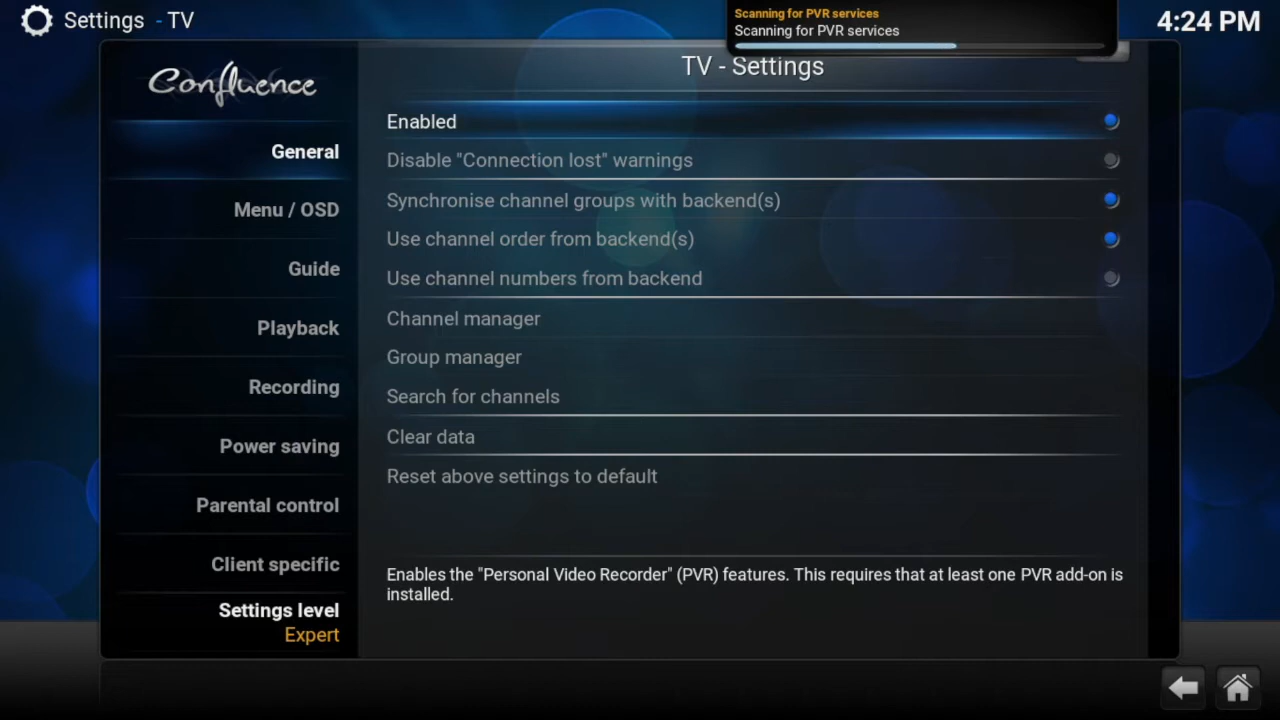 Settings - TV
Scanning for PVR services
Scanning for PVR services
4:24 PM
Confluence
TV - Settings
General
Menu / OSD
Guide
Playback
Recording
Power saving
Parental control
Client specific
Settings level
Expert
Enabled
Disable "Connection lost" warnings
Synchronise channel groups with backend(s)
Use channel order from backend(s)
Use channel numbers from backend
Channel manager
Group manager
Search for channels
Clear data
Reset above settings to default
Enables the "Personal Video Recorder" (PVR) features. This requires that at least one PVR add-on is
installed.